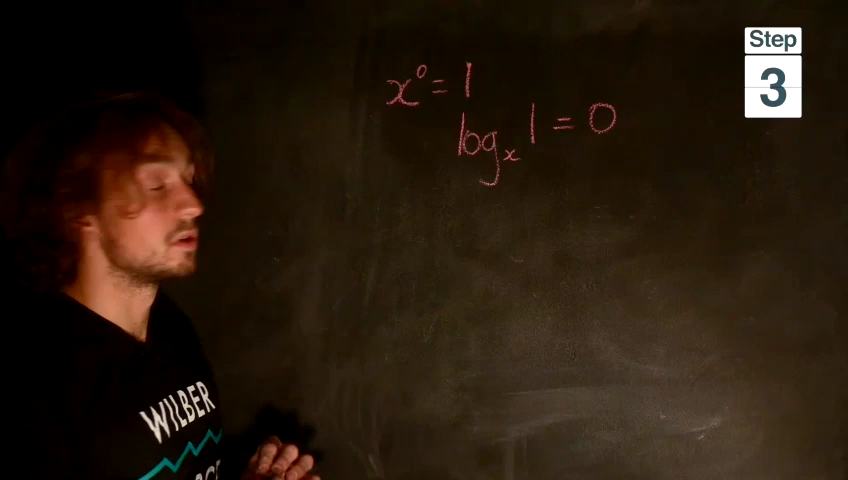 Step
3
x⁰ = 1
logₓ 1 = 0
WILBER